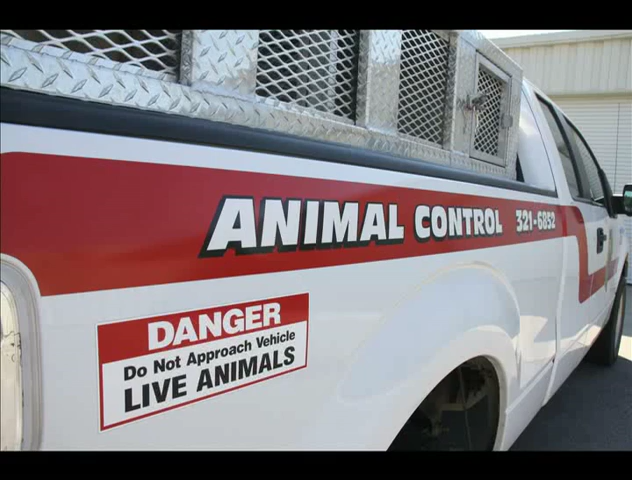 ANIMAL CONTROL 321-6852
DANGER
Do Not Approach Vehicle
LIVE ANIMALS